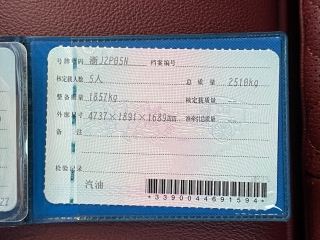 号牌号码 浙J2P05N 档案编号
核定载人数 5人 总质量 2510kg
整备质量 1857kg 核定载质量
外廓尺寸 4737×1891×1689mm 准牵引总质量
备注
检验记录
汽油
*3390044691594*